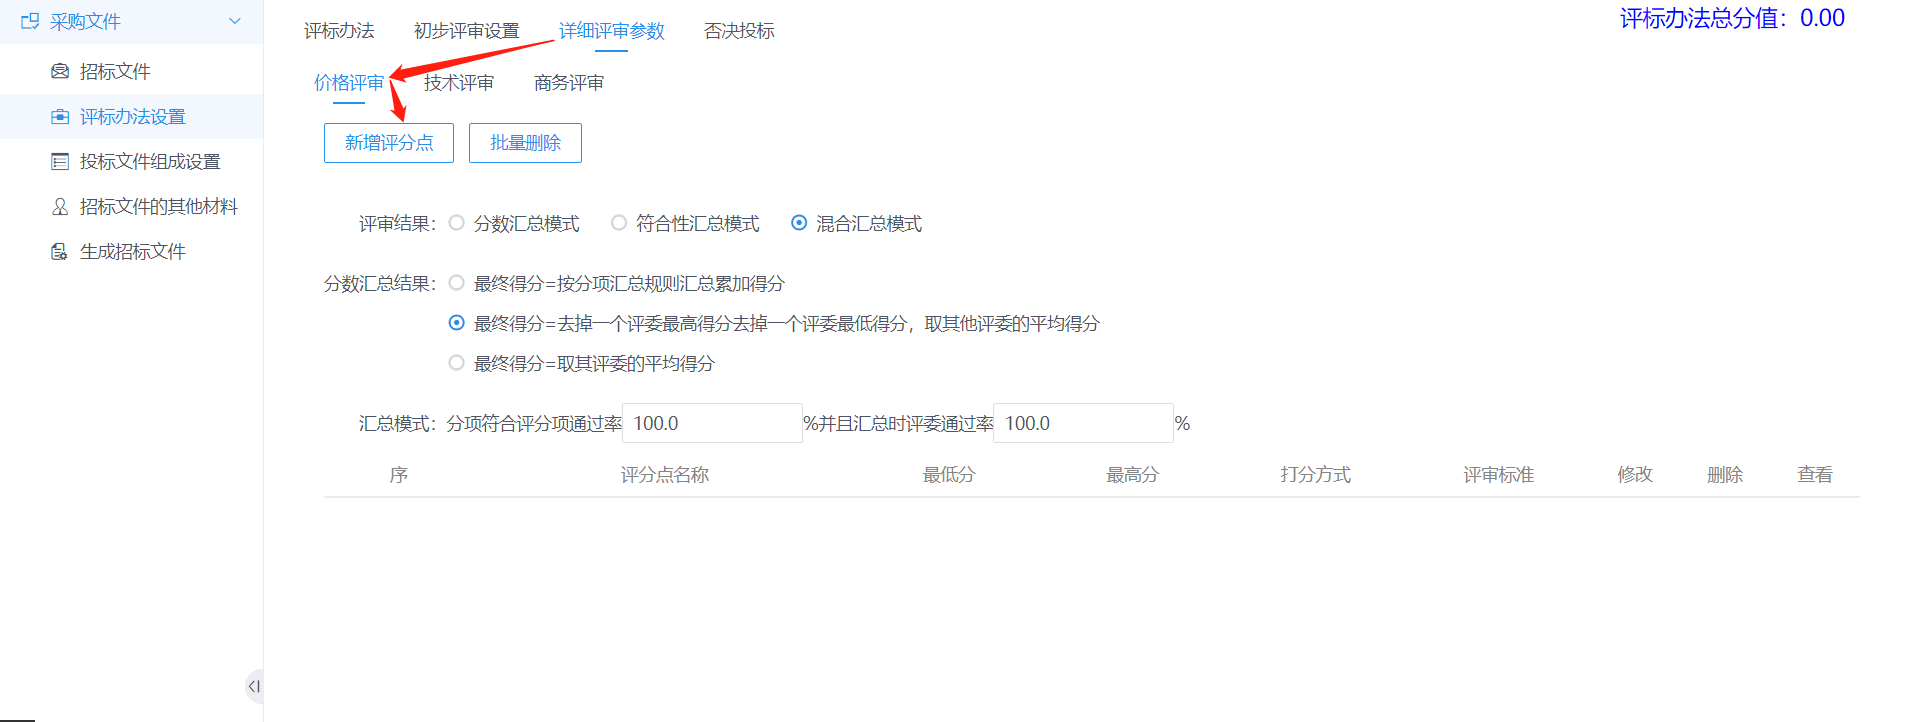 采购文件
招标文件
评标办法设置
投标文件组成设置
招标文件的其他材料
生成招标文件
评标办法 初步评审设置 详细评审参数 否决投标
评标办法总分值：0.00
价格评审 技术评审 商务评审
新增评分点 批量删除
评审结果： 分数汇总模式 符合性汇总模式 混合汇总模式
分数汇总结果： 最终得分=按分项汇总规则汇总累加得分
最终得分=去掉一个评委最高得分去掉一个评委最低得分，取其他评委的平均得分
最终得分=取其评委的平均得分
汇总模式：分项符合评分项通过率 100.0 %并且汇总时评委通过率 100.0 %
序 评分点名称 最低分 最高分 打分方式 评审标准 修改 删除 查看